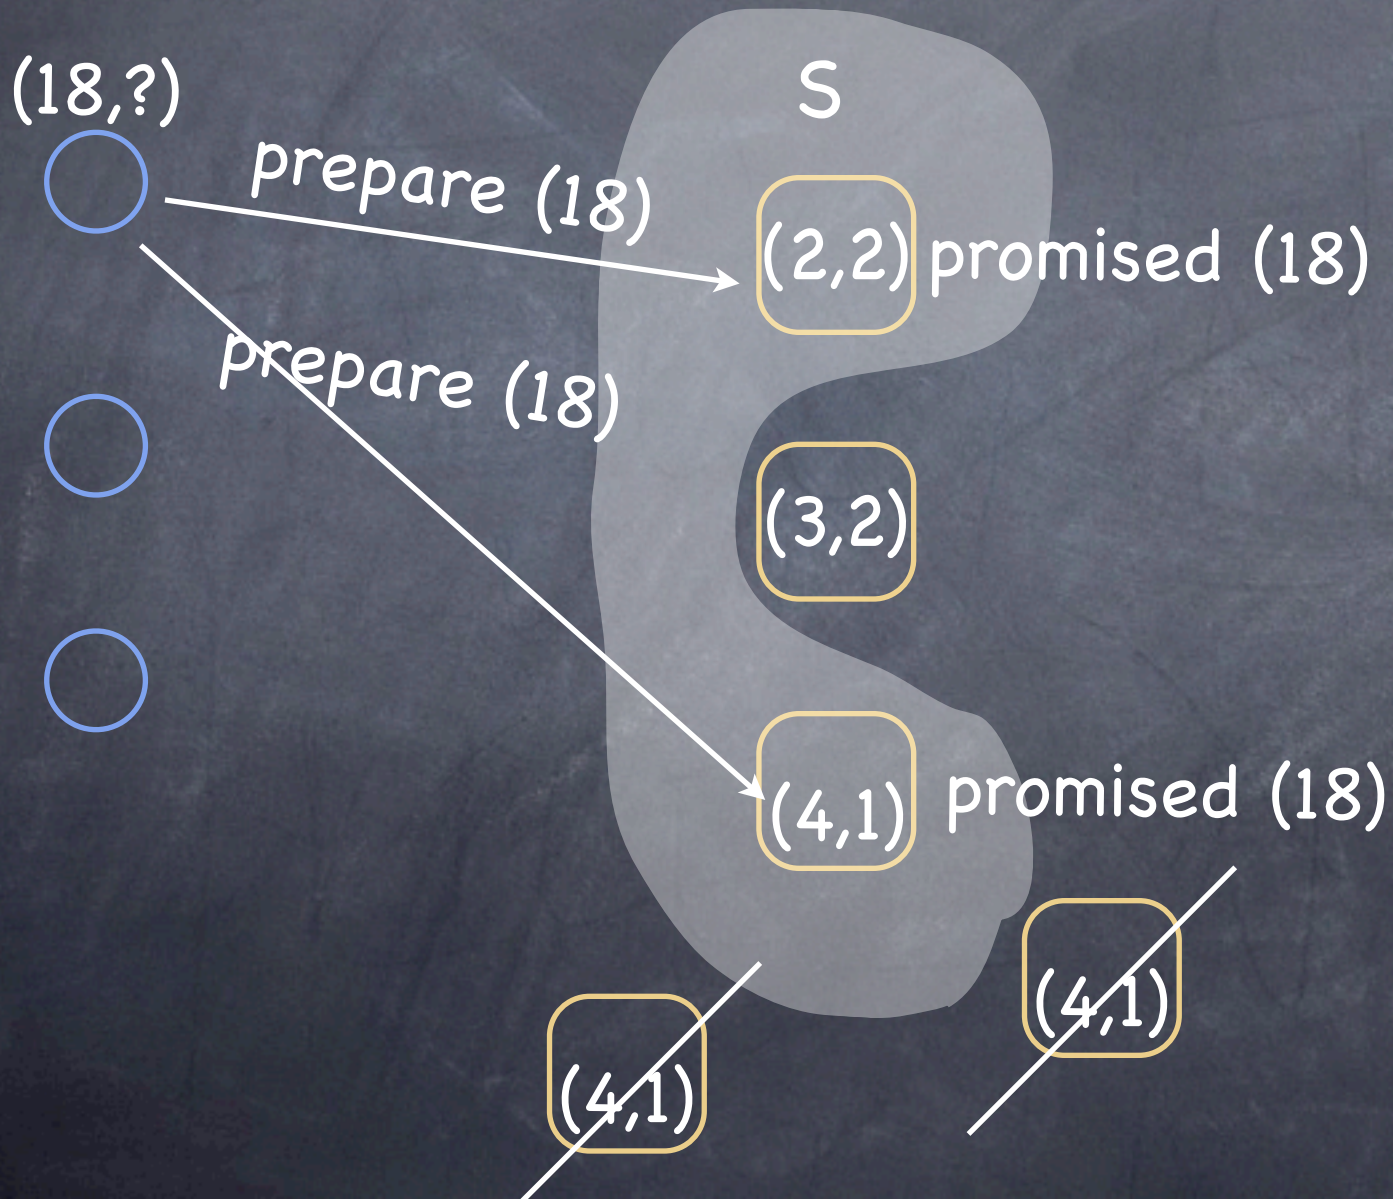 (18,?)
S
prepare (18)
(2,2) promised (18)
prepare (18)
(3,2)
(4,1) promised (18)
(4,1)
(4,1)